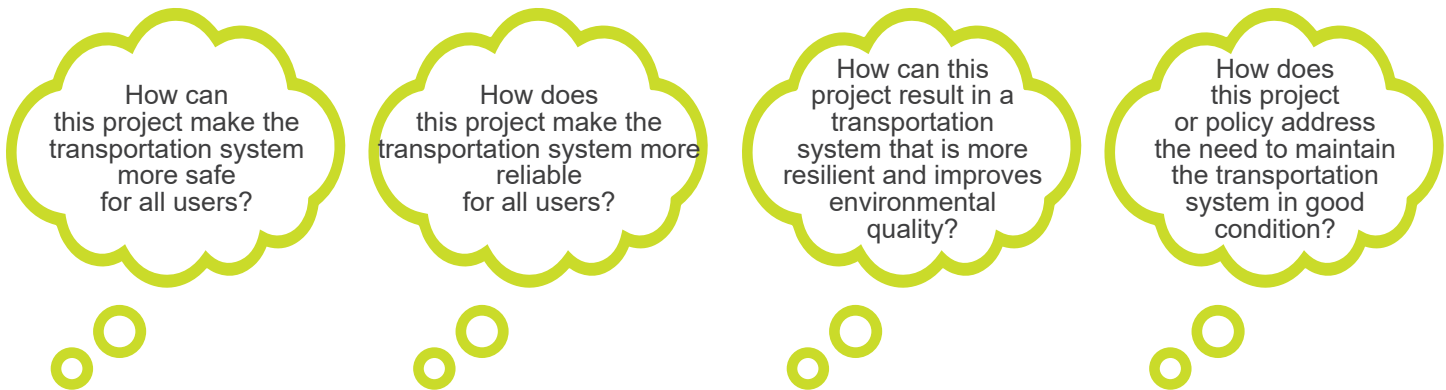 How can
this project make the
transportation system
more safe
for all users?
How does
this project make the
transportation system more
reliable
for all users?
How can this
project result in a
transportation
system that is more
resilient and improves
environmental
quality?
How does
this project
or policy address
the need to maintain
the transportation
system in good
condition?